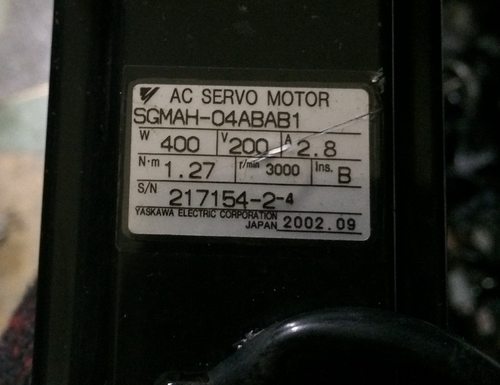 AC SERVO MOTOR
SGMAH-04ABAB1
W 400 V 200 A 2.8
N·m 1.27 r/min 3000 Ins. B
S/N 217154-2-4
YASKAWA ELECTRIC CORPORATION
JAPAN 2002.09